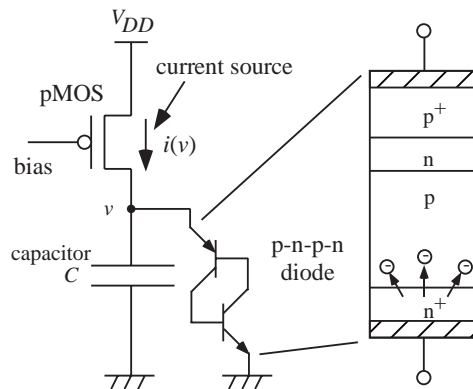 V_DD
current source
pMOS
i(v)
bias
v
capacitor
C
p-n-p-n
diode
p+
n
p
- - -
n+